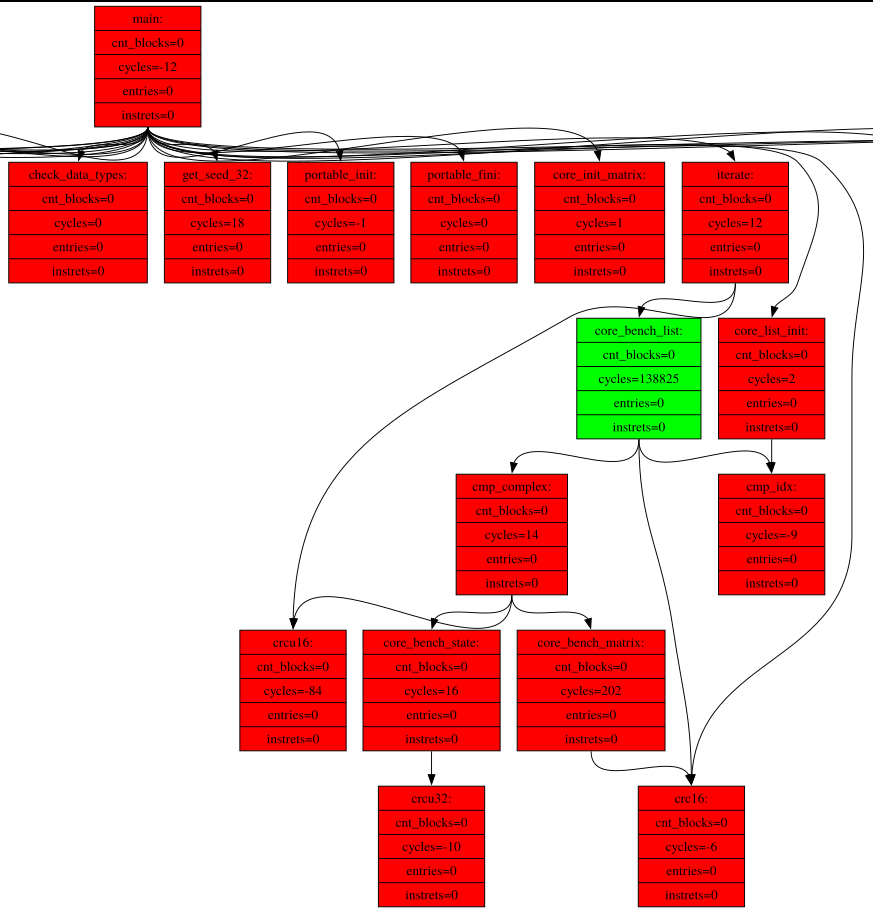 main:
cnt_blocks=0
cycles=-12
entries=0
instrets=0
check_data_types:
cnt_blocks=0
cycles=0
entries=0
instrets=0
get_seed_32:
cnt_blocks=0
cycles=18
entries=0
instrets=0
portable_init:
cnt_blocks=0
cycles=-1
entries=0
instrets=0
portable_fini:
cnt_blocks=0
cycles=0
entries=0
instrets=0
core_init_matrix:
cnt_blocks=0
cycles=1
entries=0
instrets=0
iterate:
cnt_blocks=0
cycles=12
entries=0
instrets=0
core_bench_list:
cnt_blocks=0
cycles=138825
entries=0
instrets=0
core_list_init:
cnt_blocks=0
cycles=2
entries=0
instrets=0
cmp_complex:
cnt_blocks=0
cycles=14
entries=0
instrets=0
cmp_idx:
cnt_blocks=0
cycles=-9
entries=0
instrets=0
crcu16:
cnt_blocks=0
cycles=-84
entries=0
instrets=0
core_bench_state:
cnt_blocks=0
cycles=16
entries=0
instrets=0
core_bench_matrix:
cnt_blocks=0
cycles=202
entries=0
instrets=0
crcu32:
cnt_blocks=0
cycles=-10
entries=0
instrets=0
crc16:
cnt_blocks=0
cycles=-6
entries=0
instrets=0